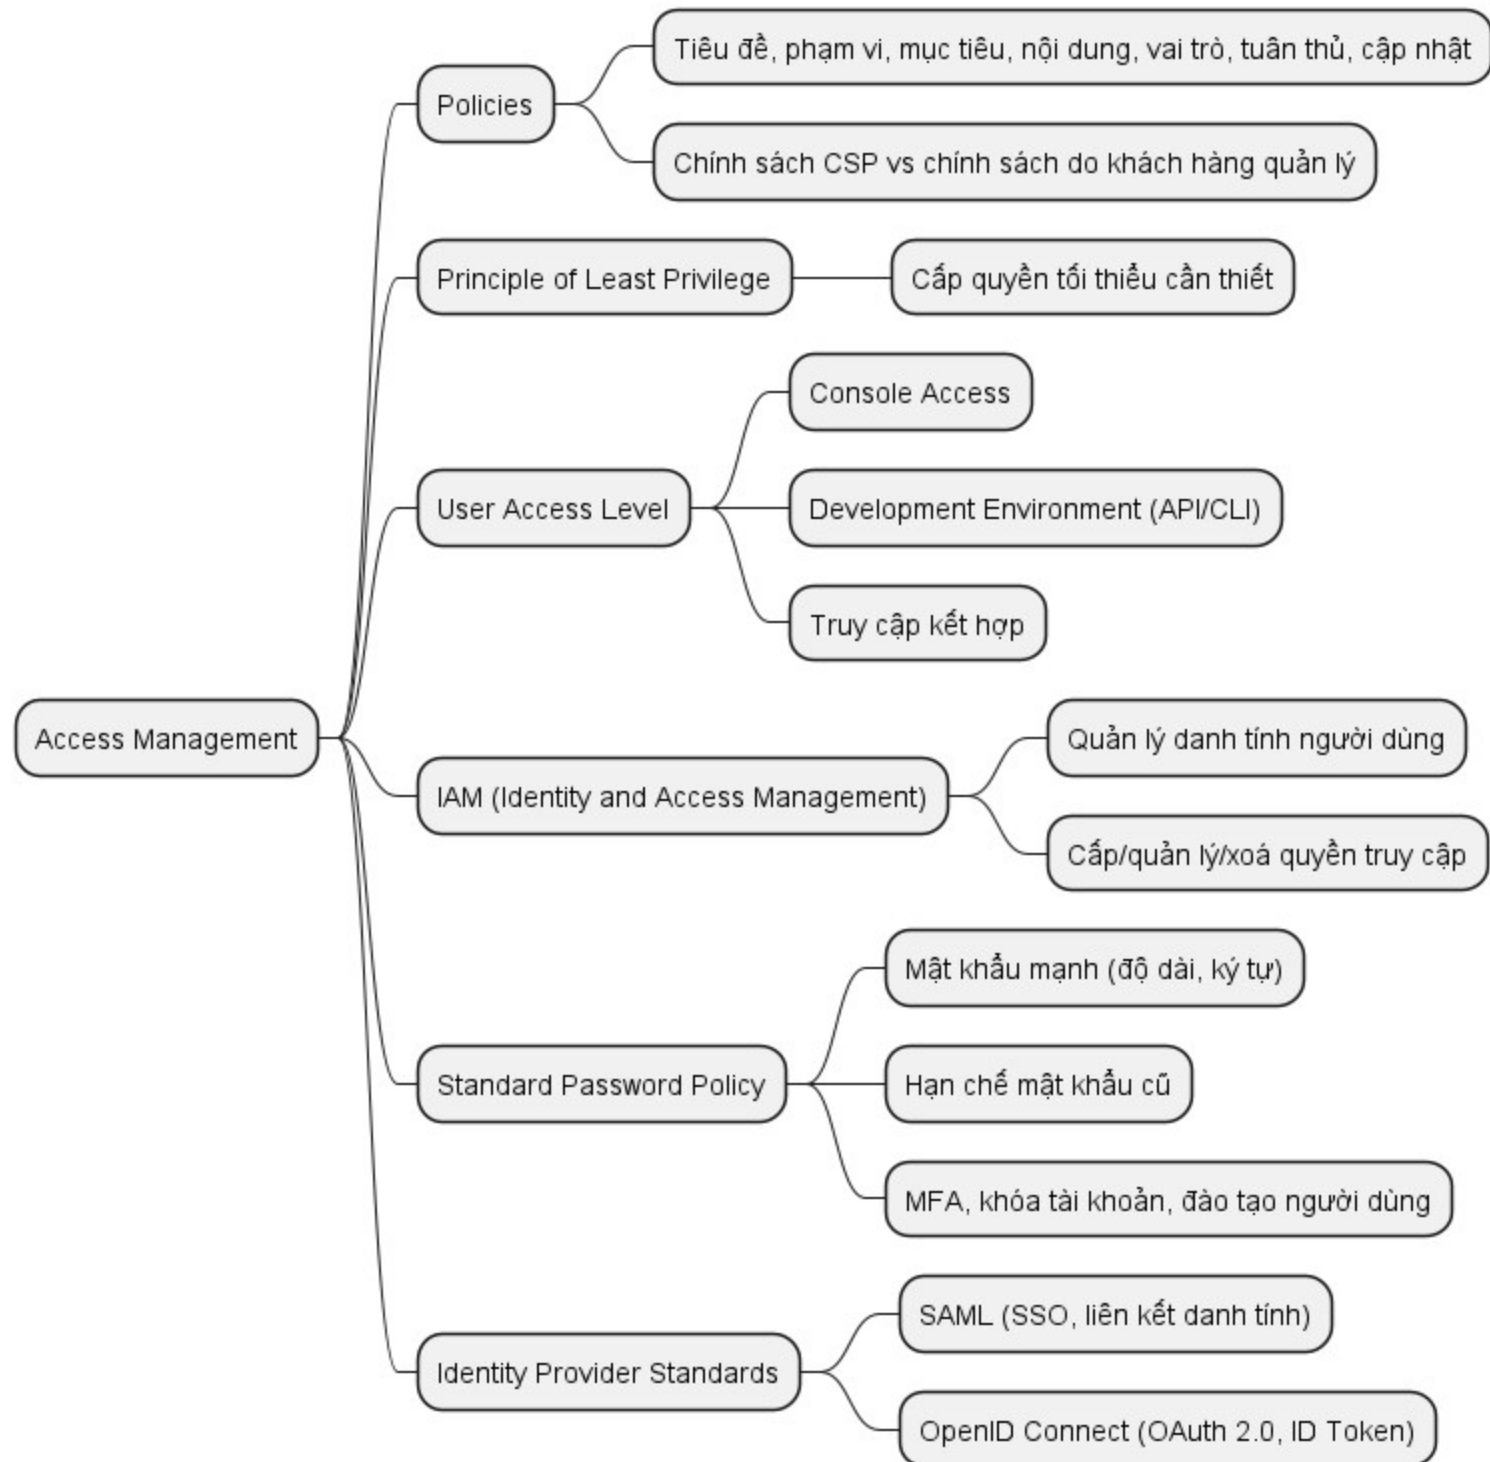 Access Management
Policies
Tiêu đề, phạm vi, mục tiêu, nội dung, vai trò, tuân thủ, cập nhật
Chính sách CSP vs chính sách do khách hàng quản lý
Principle of Least Privilege
Cấp quyền tối thiểu cần thiết
User Access Level
Console Access
Development Environment (API/CLI)
Truy cập kết hợp
IAM (Identity and Access Management)
Quản lý danh tính người dùng
Cấp/quản lý/xoá quyền truy cập
Standard Password Policy
Mật khẩu mạnh (độ dài, ký tự)
Hạn chế mật khẩu cũ
MFA, khóa tài khoản, đào tạo người dùng
Identity Provider Standards
SAML (SSO, liên kết danh tính)
OpenID Connect (OAuth 2.0, ID Token)